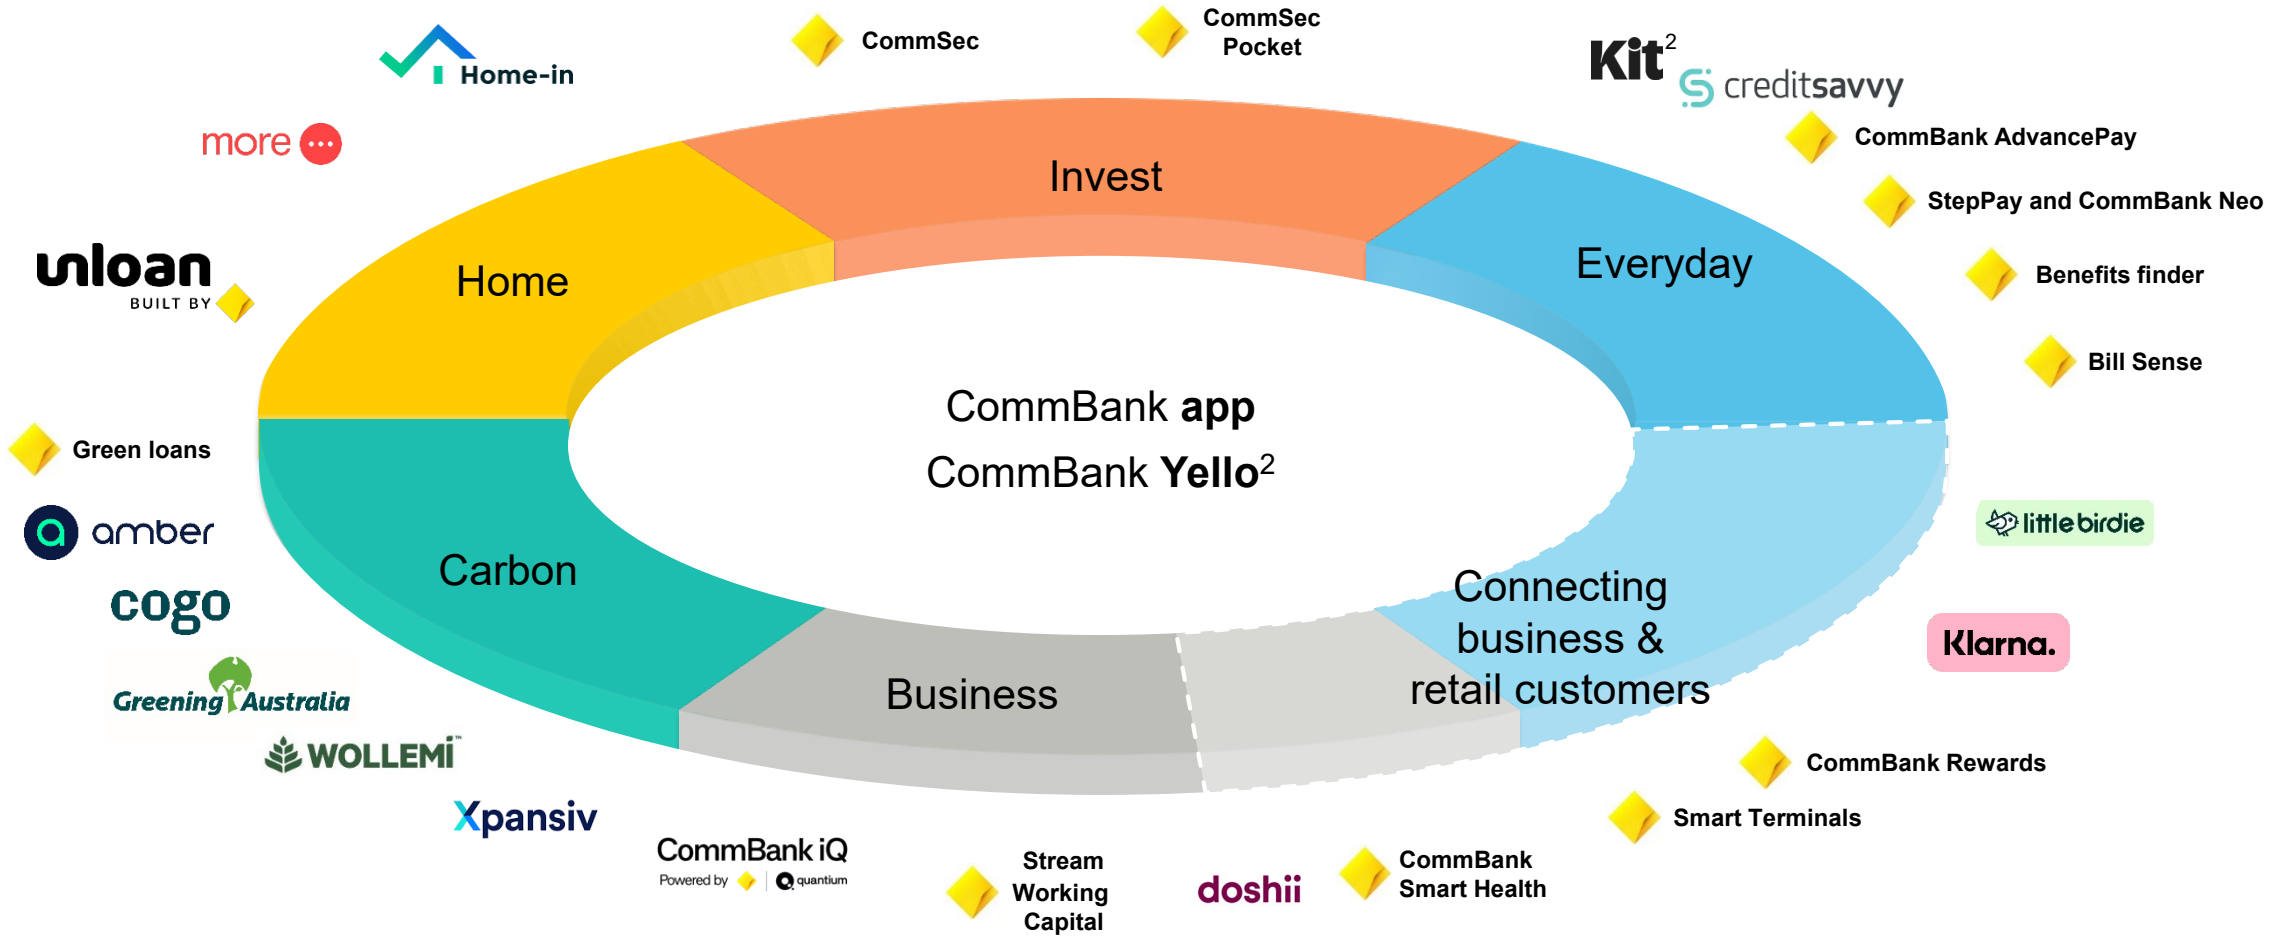 Home-in
CommSec
CommSec
Pocket
Kit2
creditsavvy
more
CommBank AdvancePay
Invest
StepPay and CommBank Neo
unloan
BUILT BY
Home
Everyday
Benefits finder
Bill Sense
CommBank app
CommBank Yello2
Green loans
amber
littlebirdie
Carbon
cogo
Connecting
business &
retail customers
Klarna.
Greening Australia
Business
WOLLEMI™
CommBank Rewards
Xpansiv
Smart Terminals
CommBank iQ
Powered by
quantium
Stream
Working
Capital
doshii
CommBank
Smart Health